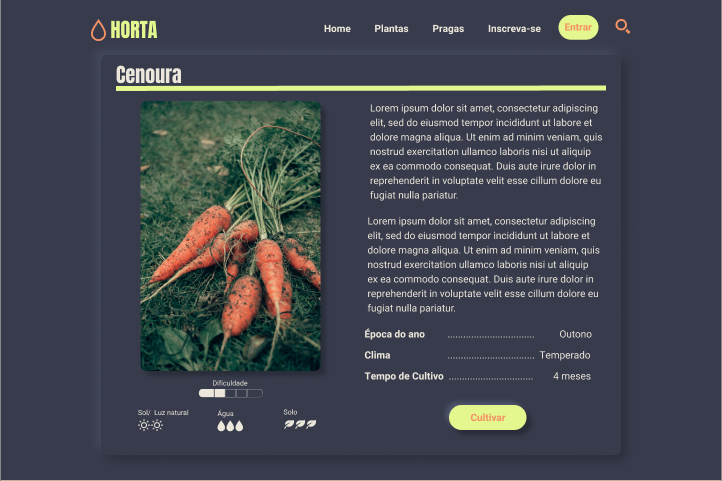 HORTA
Home
Plantas
Pragas
Inscreva-se
Entrar
Cenoura
Lorem ipsum dolor sit amet, consectetur adipiscing
elit, sed do eiusmod tempor incididunt ut labore et
dolore magna aliqua. Ut enim ad minim veniam, quis
nostrud exercitation ullamco laboris nisi ut aliquip
ex ea commodo consequat. Duis aute irure dolor in
reprehenderit in voluptate velit esse cillum dolore eu
fugiat nulla pariatur.
Lorem ipsum dolor sit amet, consectetur adipiscing
elit, sed do eiusmod tempor incididunt ut labore et
dolore magna aliqua. Ut enim ad minim veniam, quis
nostrud exercitation ullamco laboris nisi ut aliquip
ex ea commodo consequat. Duis aute irure dolor in
reprehenderit in voluptate velit esse cillum dolore eu
fugiat nulla pariatur.
Época do ano ................................. Outono
Clima ................................. Temperado
Tempo de Cultivo ................................ 4 meses
Dificuldade
Sol/ Luz natural
Água
Solo
Cultivar